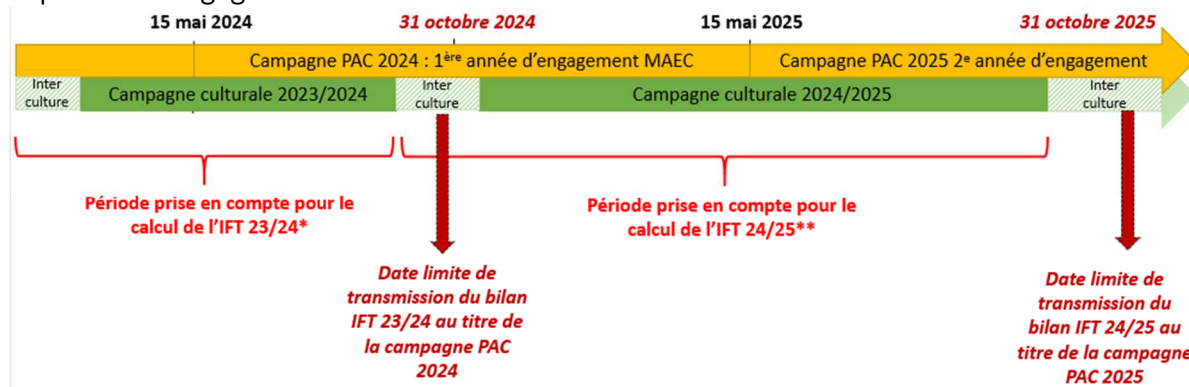 15 mai 2024
31 octobre 2024
15 mai 2025
31 octobre 2025
Campagne PAC 2024 : 1ère année d’engagement MAEC
Campagne PAC 2025 2e année d’engagement
Inter
culture
Campagne culturale 2023/2024
Inter
culture
Campagne culturale 2024/2025
Inter
culture
Période prise en compte pour le
calcul de l’IFT 23/24*
Période prise en compte pour le
calcul de l’IFT 24/25**
Date limite de
transmission du bilan
IFT 23/24 au titre de
la campagne PAC
2024
Date limite de
transmission du
bilan IFT 24/25 au
titre de la campagne
PAC 2025